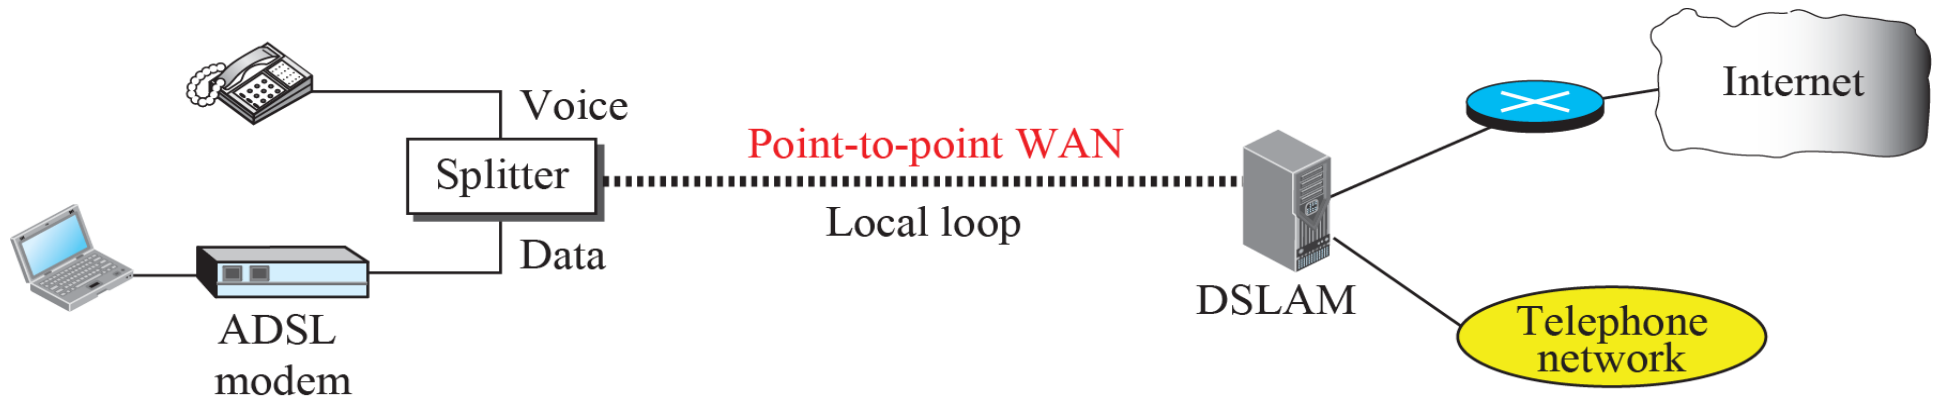 Voice
Splitter
Data
ADSL
modem
Point-to-point WAN
Local loop
DSLAM
Internet
Telephone
network